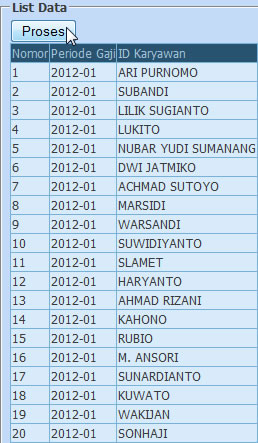 List Data
Proses
Nomor Periode Gaji ID Karyawan
1 2012-01 ARI PURNOMO
2 2012-01 SUBANDI
3 2012-01 LILIK SUGIANTO
4 2012-01 LUKITO
5 2012-01 NUBAR YUDI SUMANANG
6 2012-01 DWI JATMIKO
7 2012-01 ACHMAD SUTOYO
8 2012-01 MARSIDI
9 2012-01 WARSANDI
10 2012-01 SUWIDIYANTO
11 2012-01 SLAMET
12 2012-01 HARYANTO
13 2012-01 AHMAD RIZANI
14 2012-01 KAHONO
15 2012-01 RUBIO
16 2012-01 M. ANSORI
17 2012-01 SUNARDIANTO
18 2012-01 KUWATO
19 2012-01 WAKIJAN
20 2012-01 SONHAJI